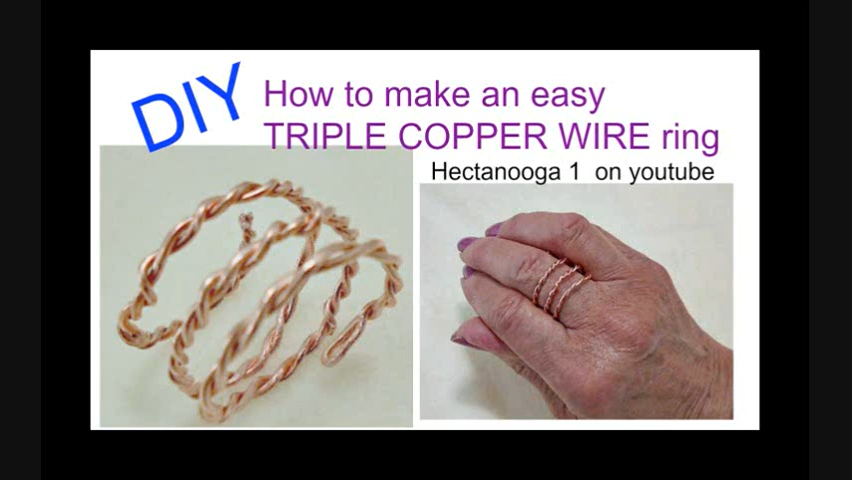 DIY
How to make an easy
TRIPLE COPPER WIRE ring
Hectanooga 1 on youtube